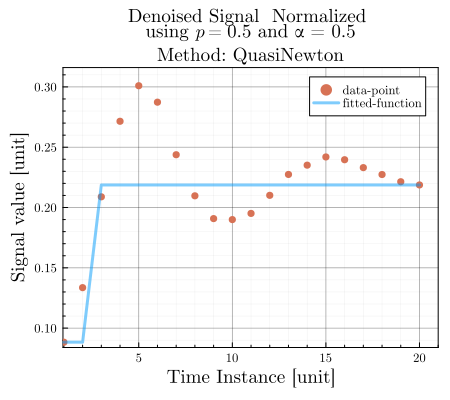 Denoised Signal  Normalized
using p = 0.5 and α = 0.5
Method: QuasiNewton
data-point
fitted-function
Signal value [unit]
0.30
0.25
0.20
0.15
0.10
5
10
15
20
Time Instance [unit]